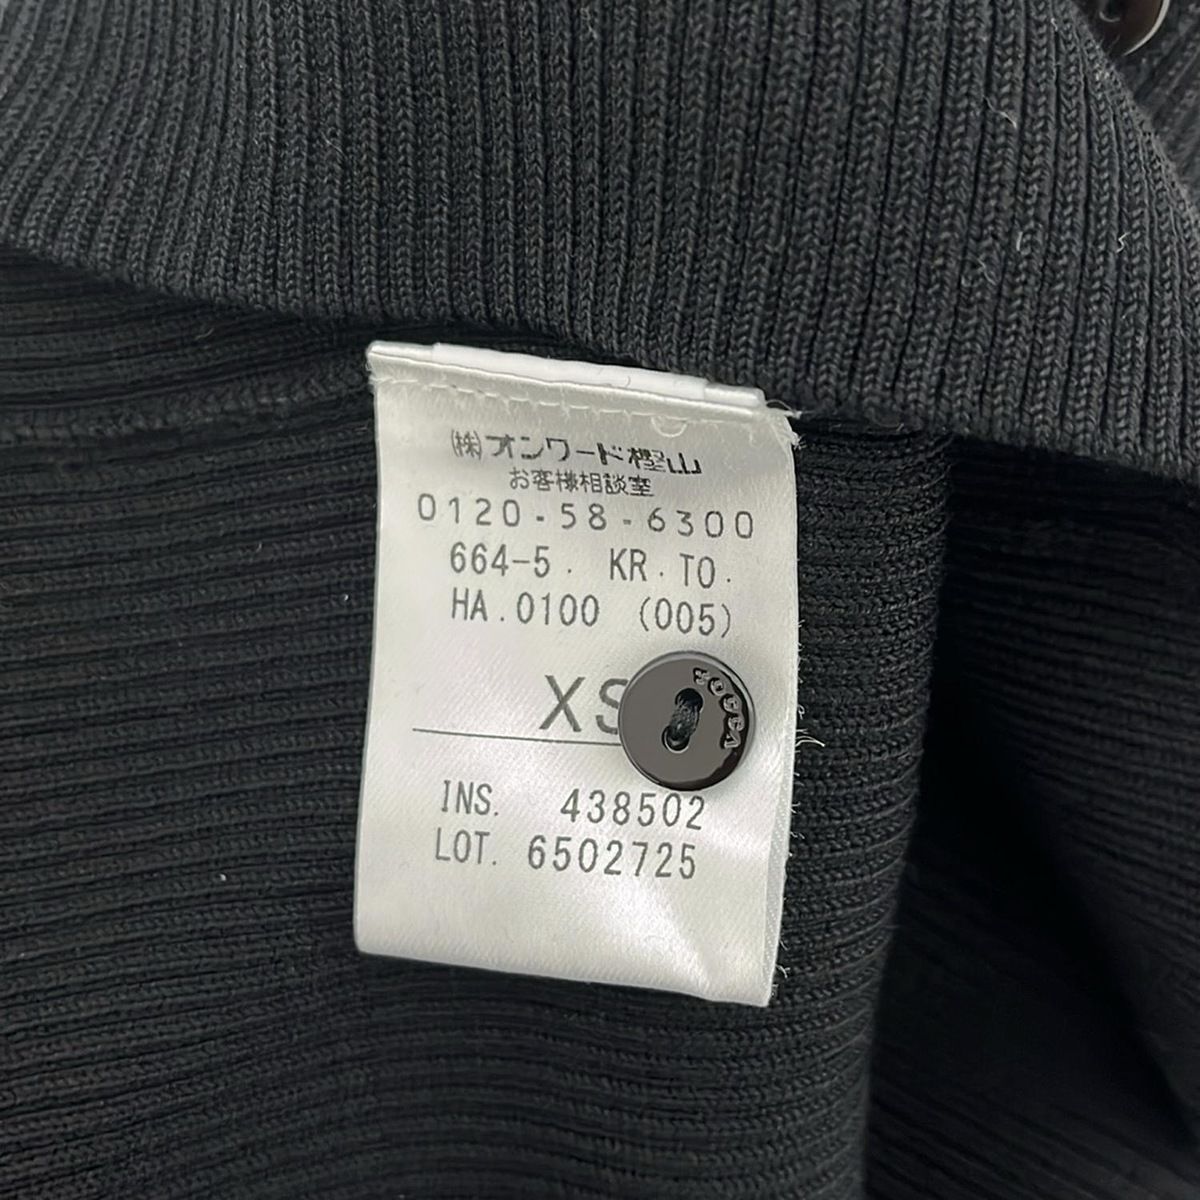 (株)オンワード樫山
お客様相談室
0120-58-6300
664-5. KR.TO.
HA.0100 (005)
XS
INS. 438502
LOT. 6502725